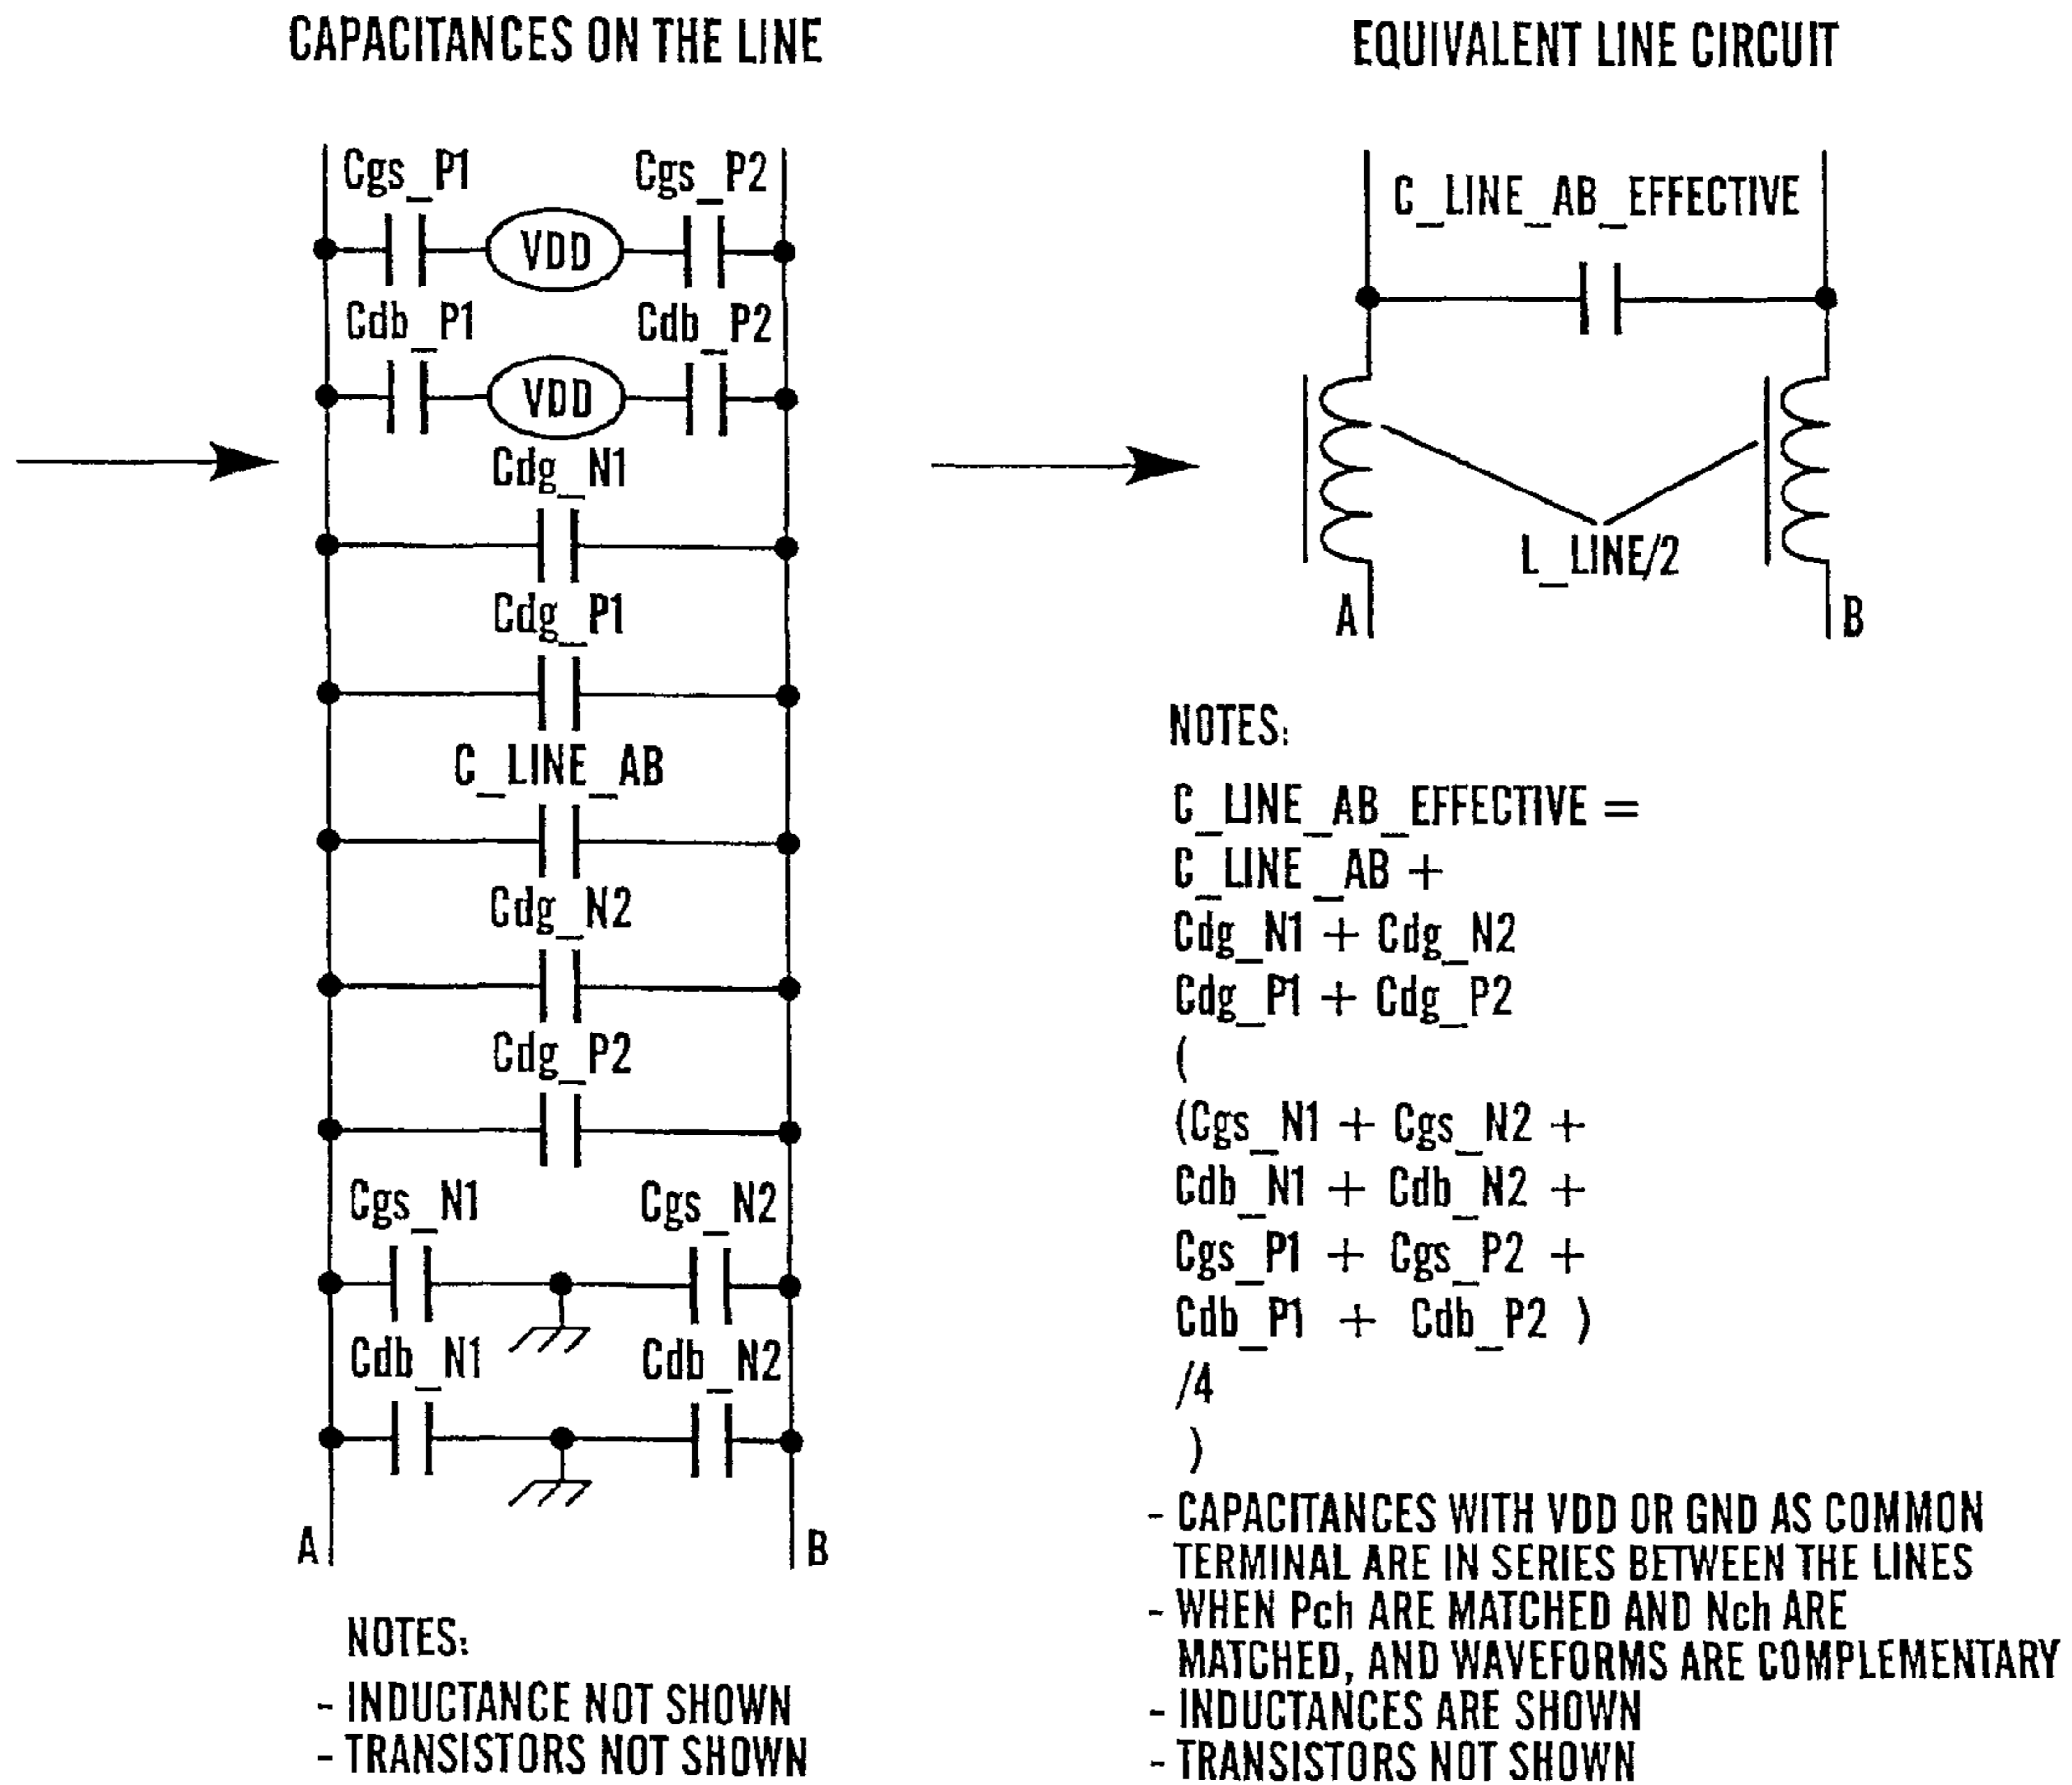 CAPACITANCES ON THE LINE
Cgs_P1
Cgs_P2
VDD
Cdb_P1
Cdb_P2
VDD
Cdg_N1
Cdg_P1
C_LINE_AB
Cdg_N2
Cdg_P2
Cgs_N1
Cgs_N2
Cdb_N1
Cdb_N2
A
B
NOTES:
- INDUCTANCE NOT SHOWN
- TRANSISTORS NOT SHOWN
EQUIVALENT LINE CIRCUIT
C_LINE_AB_EFFECTIVE
L_LINE/2
A
B
NOTES:
C_LINE_AB_EFFECTIVE =
C_LINE_AB +
Cdg_N1 + Cdg_N2
Cdg_P1 + Cdg_P2
(
(Cgs_N1 + Cgs_N2 +
Cdb_N1 + Cdb_N2 +
Cgs_P1 + Cgs_P2 +
Cdb_P1 + Cdb_P2 )
/4
)
- CAPACITANCES WITH VDD OR GND AS COMMON
TERMINAL ARE IN SERIES BETWEEN THE LINES
- WHEN Pch ARE MATCHED AND Nch ARE
MATCHED, AND WAVEFORMS ARE COMPLEMENTARY
- INDUCTANCES ARE SHOWN
- TRANSISTORS NOT SHOWN